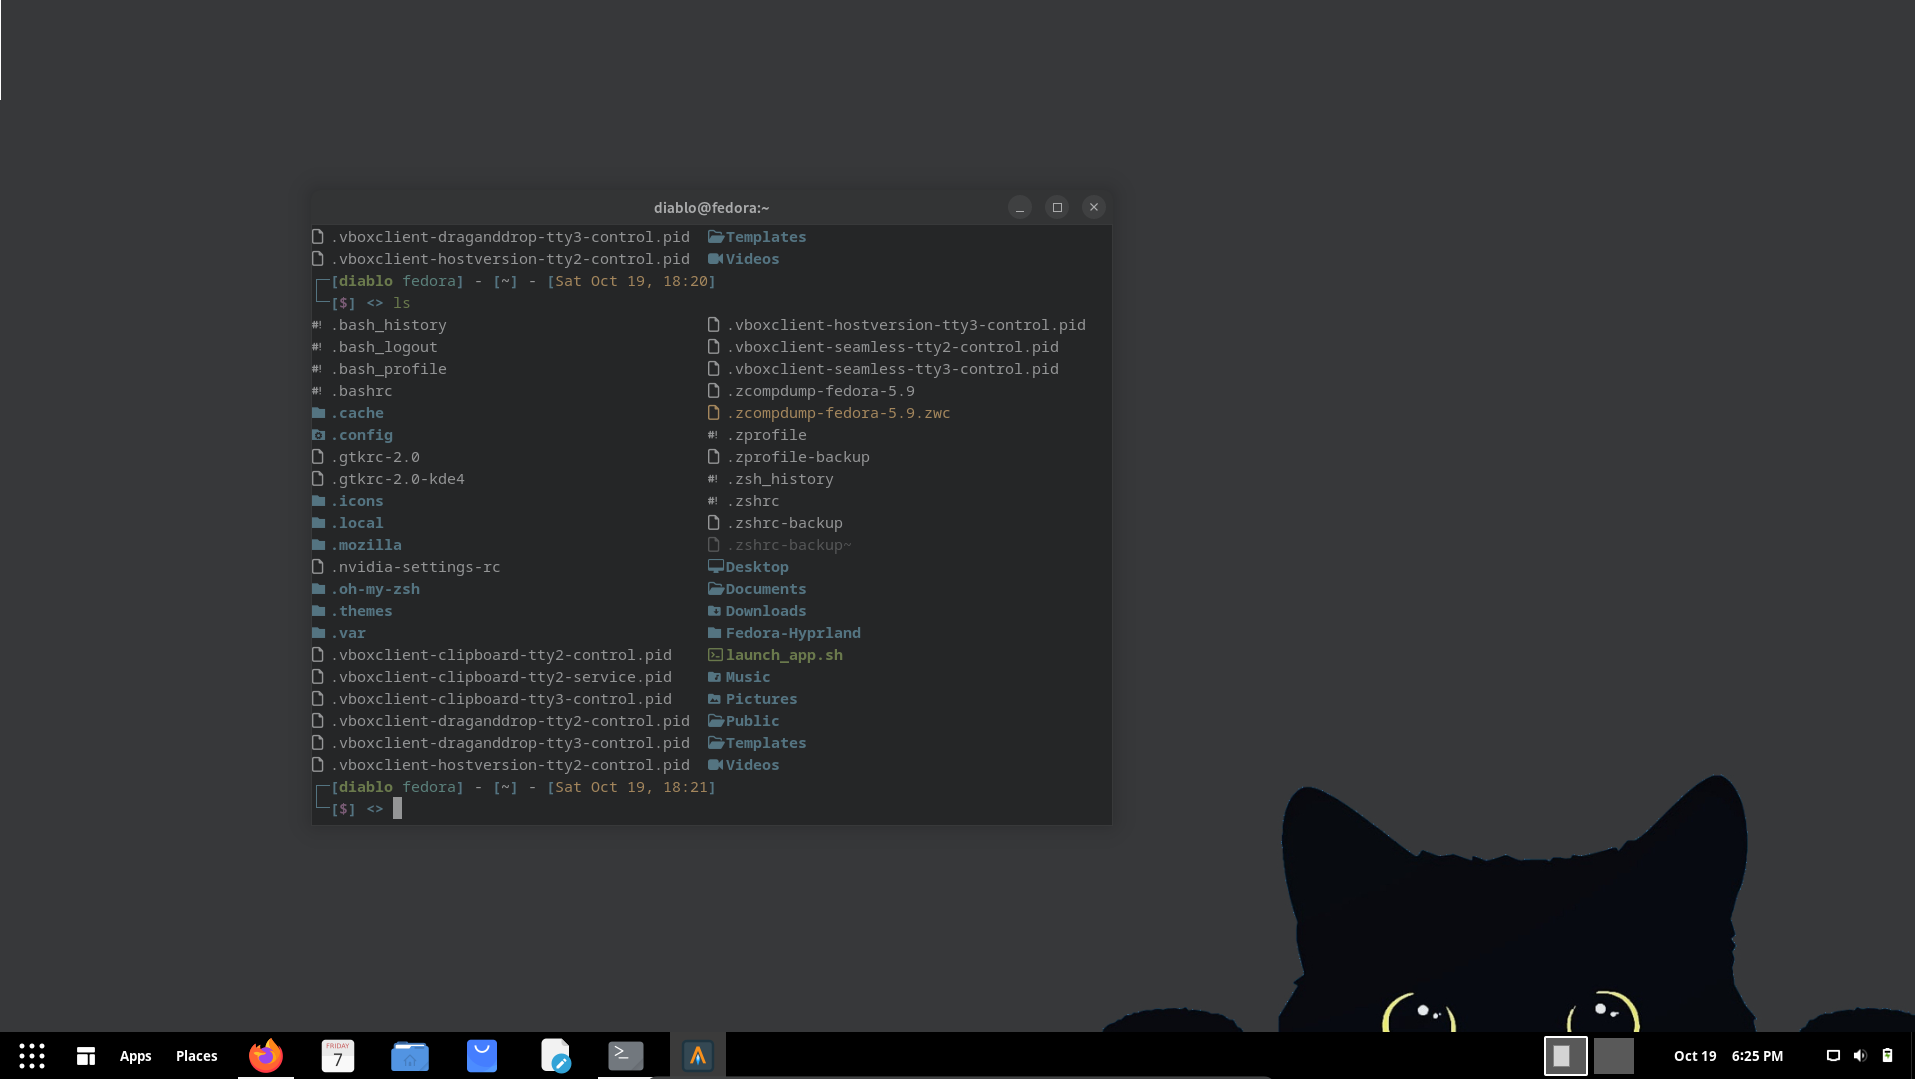 diablo@fedora:~
.vboxclient-draganddrop-tty3-control.pid Templates
.vboxclient-hostversion-tty2-control.pid Videos
[diablo fedora] - [~] - [Sat Oct 19, 18:20]
[$] <> ls
#! .bash_history .vboxclient-hostversion-tty3-control.pid
#! .bash_logout .vboxclient-seamless-tty2-control.pid
#! .bash_profile .vboxclient-seamless-tty3-control.pid
#! .bashrc .zcompdump-fedora-5.9
.cache .zcompdump-fedora-5.9.zwc
.config #! .zprofile
.gtkrc-2.0 .zprofile-backup
.gtkrc-2.0-kde4 #! .zsh_history
.icons #! .zshrc
.local .zshrc-backup
.mozilla .zshrc-backup~
.nvidia-settings-rc Desktop
.oh-my-zsh Documents
.themes Downloads
.var Fedora-Hyprland
.vboxclient-clipboard-tty2-control.pid launch_app.sh
.vboxclient-clipboard-tty2-service.pid Music
.vboxclient-clipboard-tty3-control.pid Pictures
.vboxclient-draganddrop-tty2-control.pid Public
.vboxclient-draganddrop-tty3-control.pid Templates
.vboxclient-hostversion-tty2-control.pid Videos
[diablo fedora] - [~] - [Sat Oct 19, 18:21]
[$] <>
Apps Places FRIDAY 7 Oct 19 6:25 PM